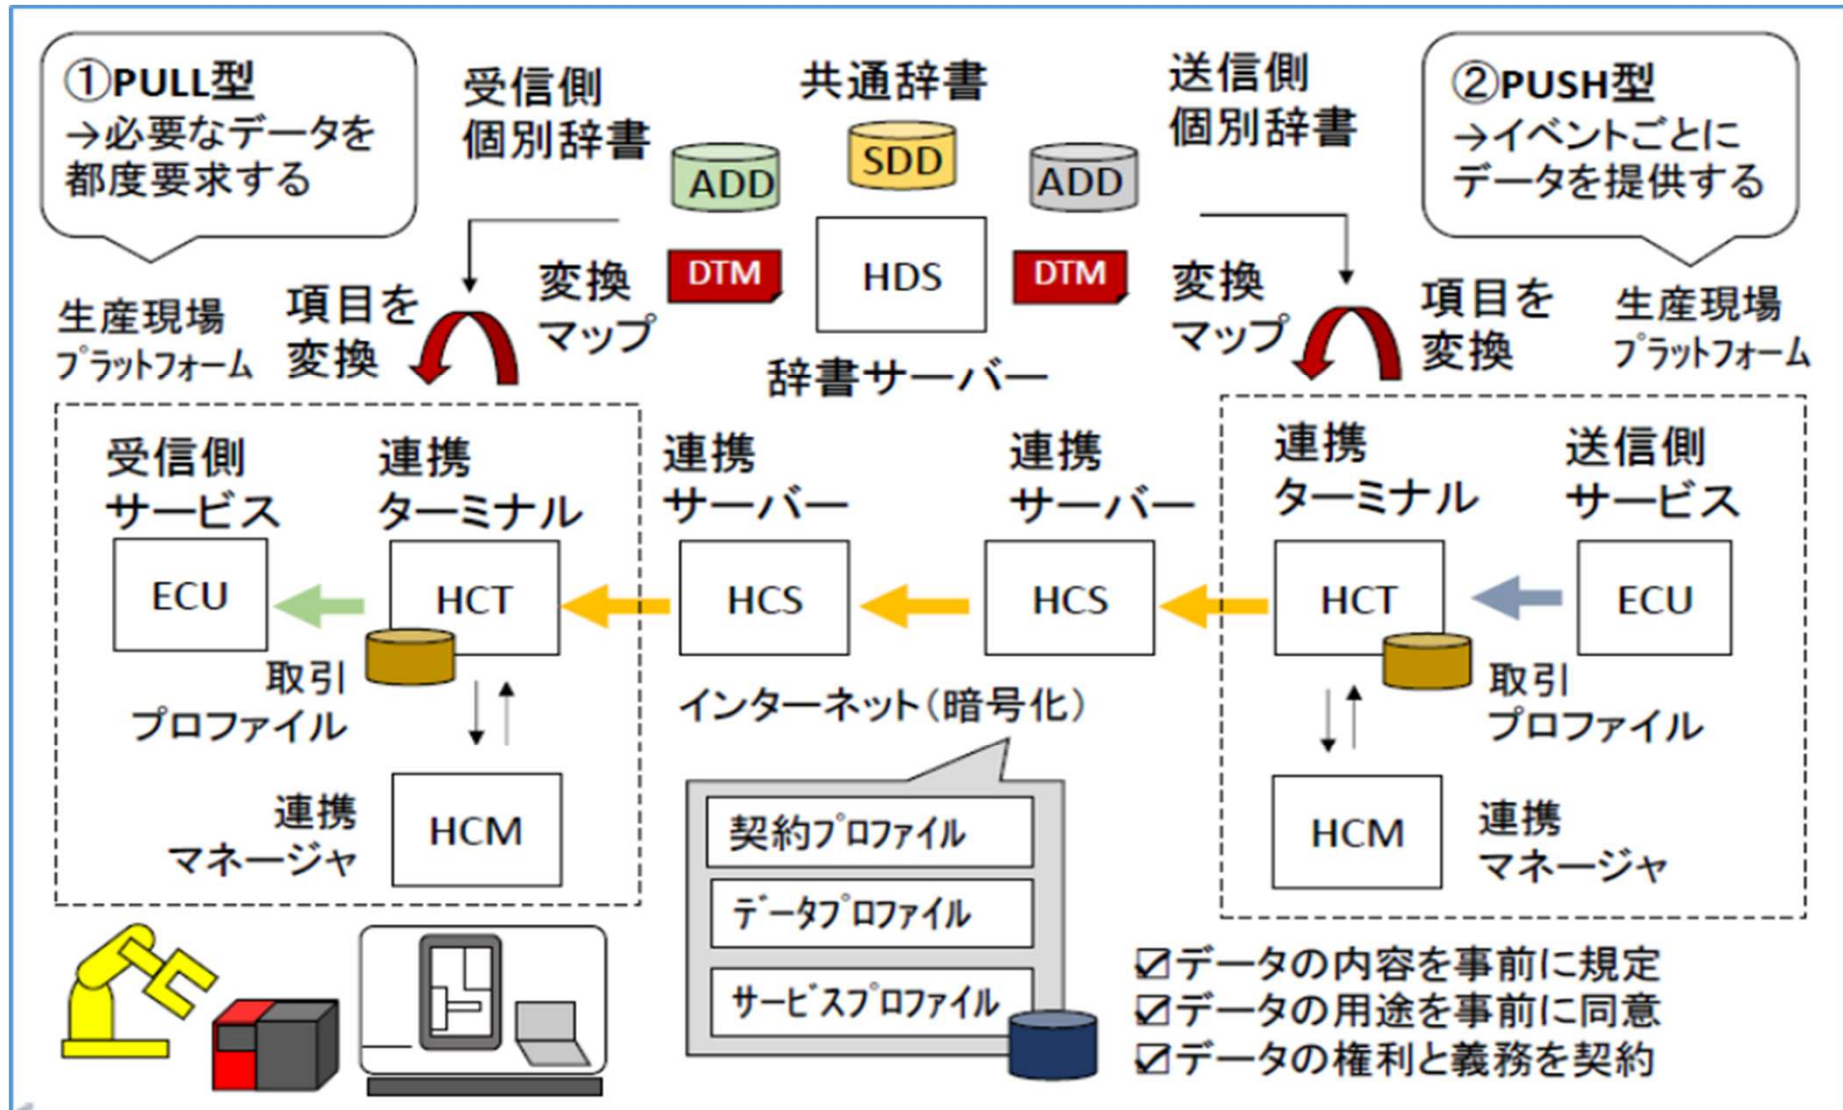 ①PULL型
→必要なデータを
都度要求する
受信側
個別辞書
共通辞書
送信側
個別辞書
②PUSH型
→イベントごとに
データを提供する
ADD
SDD
ADD
DTM
HDS
DTM
辞書サーバー
生産現場
プラットフォーム
項目を
変換
変換
マップ
変換
マップ
項目を
変換
生産現場
プラットフォーム
受信側
サービス
連携
ターミナル
連携
サーバー
連携
サーバー
連携
ターミナル
送信側
サービス
ECU
HCT
HCS
HCS
HCT
ECU
取引
プロファイル
インターネット（暗号化）
取引
プロファイル
連携
マネージャ
HCM
HCM
連携
マネージャ
契約プロファイル
データプロファイル
サービスプロファイル
☑データの内容を事前に規定
☑データの用途を事前に同意
☑データの権利と義務を契約